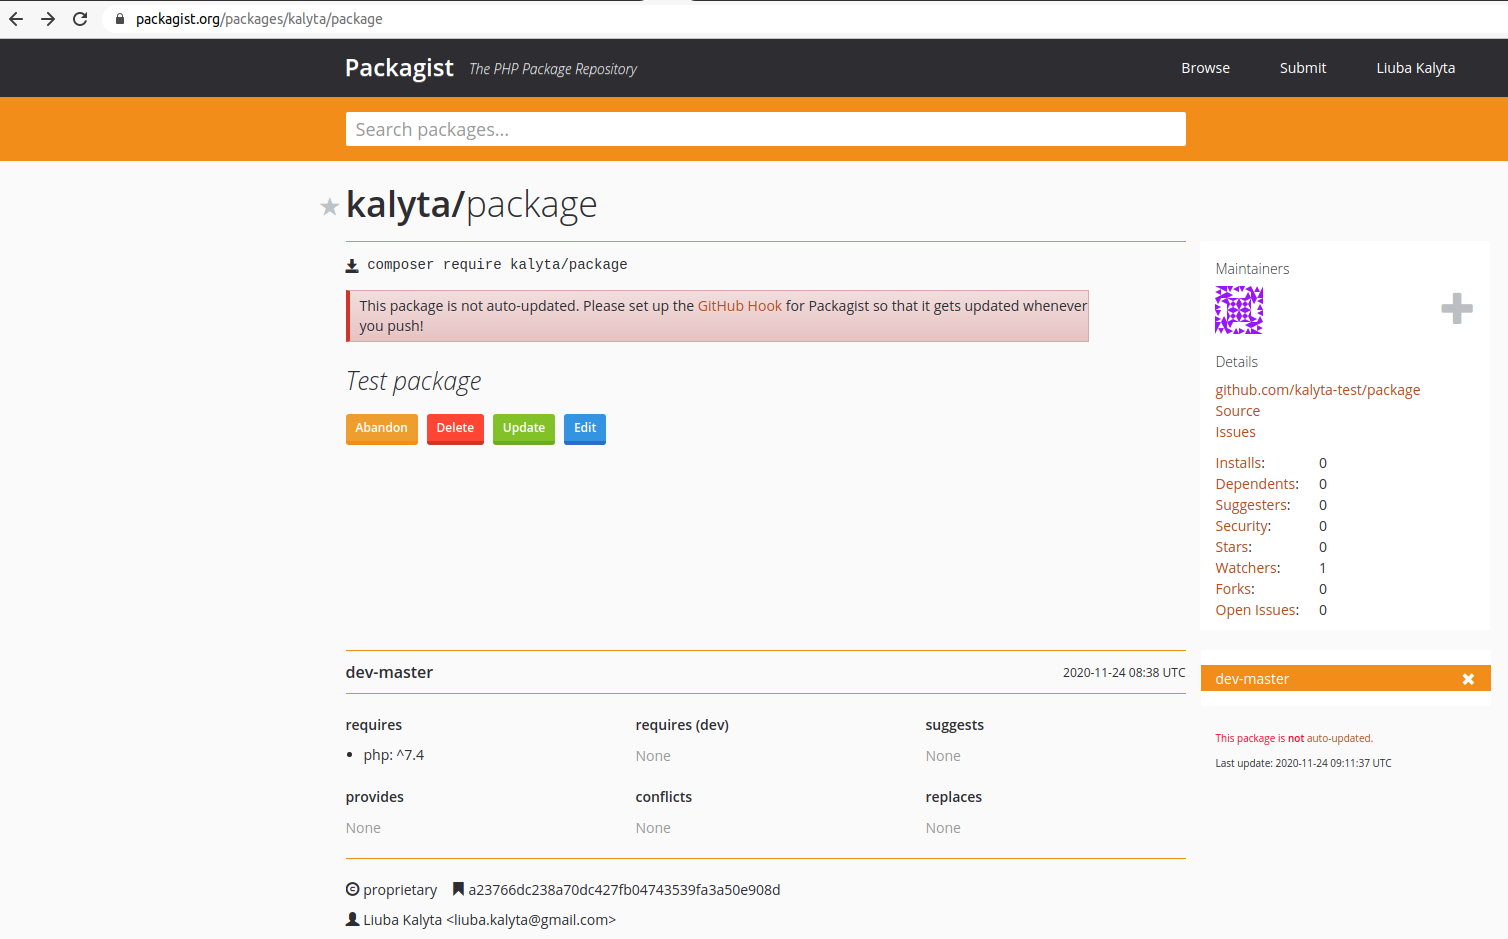 packagist.org/packages/kalyta/package
Packagist The PHP Package Repository Browse Submit Liuba Kalyta
Search packages...
kalyta/package
composer require kalyta/package
This package is not auto-updated. Please set up the GitHub Hook for Packagist so that it gets updated whenever
you push!
Test package
Abandon Delete Update Edit
Maintainers
Details
github.com/kalyta-test/package
Source
Issues
Installs: 0
Dependents: 0
Suggesters: 0
Security: 0
Stars: 0
Watchers: 1
Forks: 0
Open Issues: 0
dev-master 2020-11-24 08:38 UTC
requires requires (dev) suggests
php: ^7.4 None None
provides conflicts replaces
None None None
proprietary a23766dc238a70dc427fb04743539fa3a50e908d
Liuba Kalyta <liuba.kalyta@gmail.com>
dev-master
This package is not auto-updated.
Last update: 2020-11-24 09:11:37 UTC